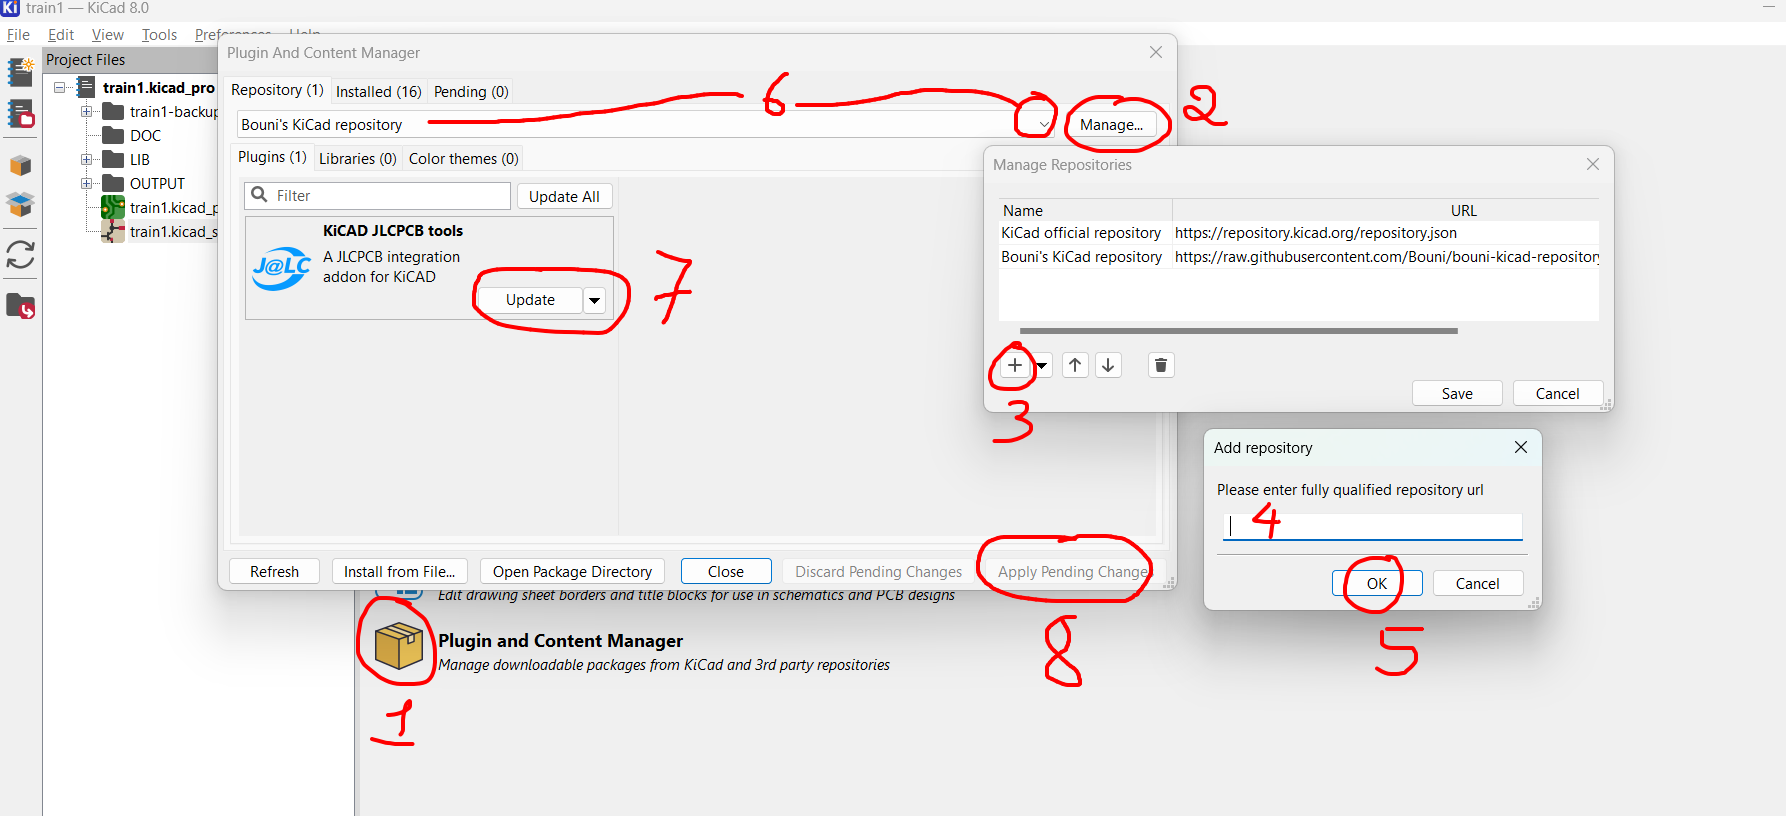 train1 — KiCad 8.0
File Edit View Tools Preferences Help
Project Files
train1.kicad_pro
train1-backup
DOC
LIB
OUTPUT
train1.kicad_p
train1.kicad_s
Plugin And Content Manager
Repository (1) Installed (16) Pending (0)
6
Bouni's KiCad repository
Manage...
2
Plugins (1) Libraries (0) Color themes (0)
Filter
Update All
KiCAD JLCPCB tools
J@LC
A JLCPCB integration
addon for KiCAD
Update
7
Manage Repositories
Name URL
KiCad official repository https://repository.kicad.org/repository.json
Bouni's KiCad repository https://raw.githubusercontent.com/Bouni/bouni-kicad-repository
3
Save Cancel
Add repository
Please enter fully qualified repository url
4
OK Cancel
5
Refresh Install from File... Open Package Directory Close Discard Pending Changes Apply Pending Change
8
Edit drawing sheet borders and title blocks for use in schematics and PCB designs
Plugin and Content Manager
Manage downloadable packages from KiCad and 3rd party repositories
1